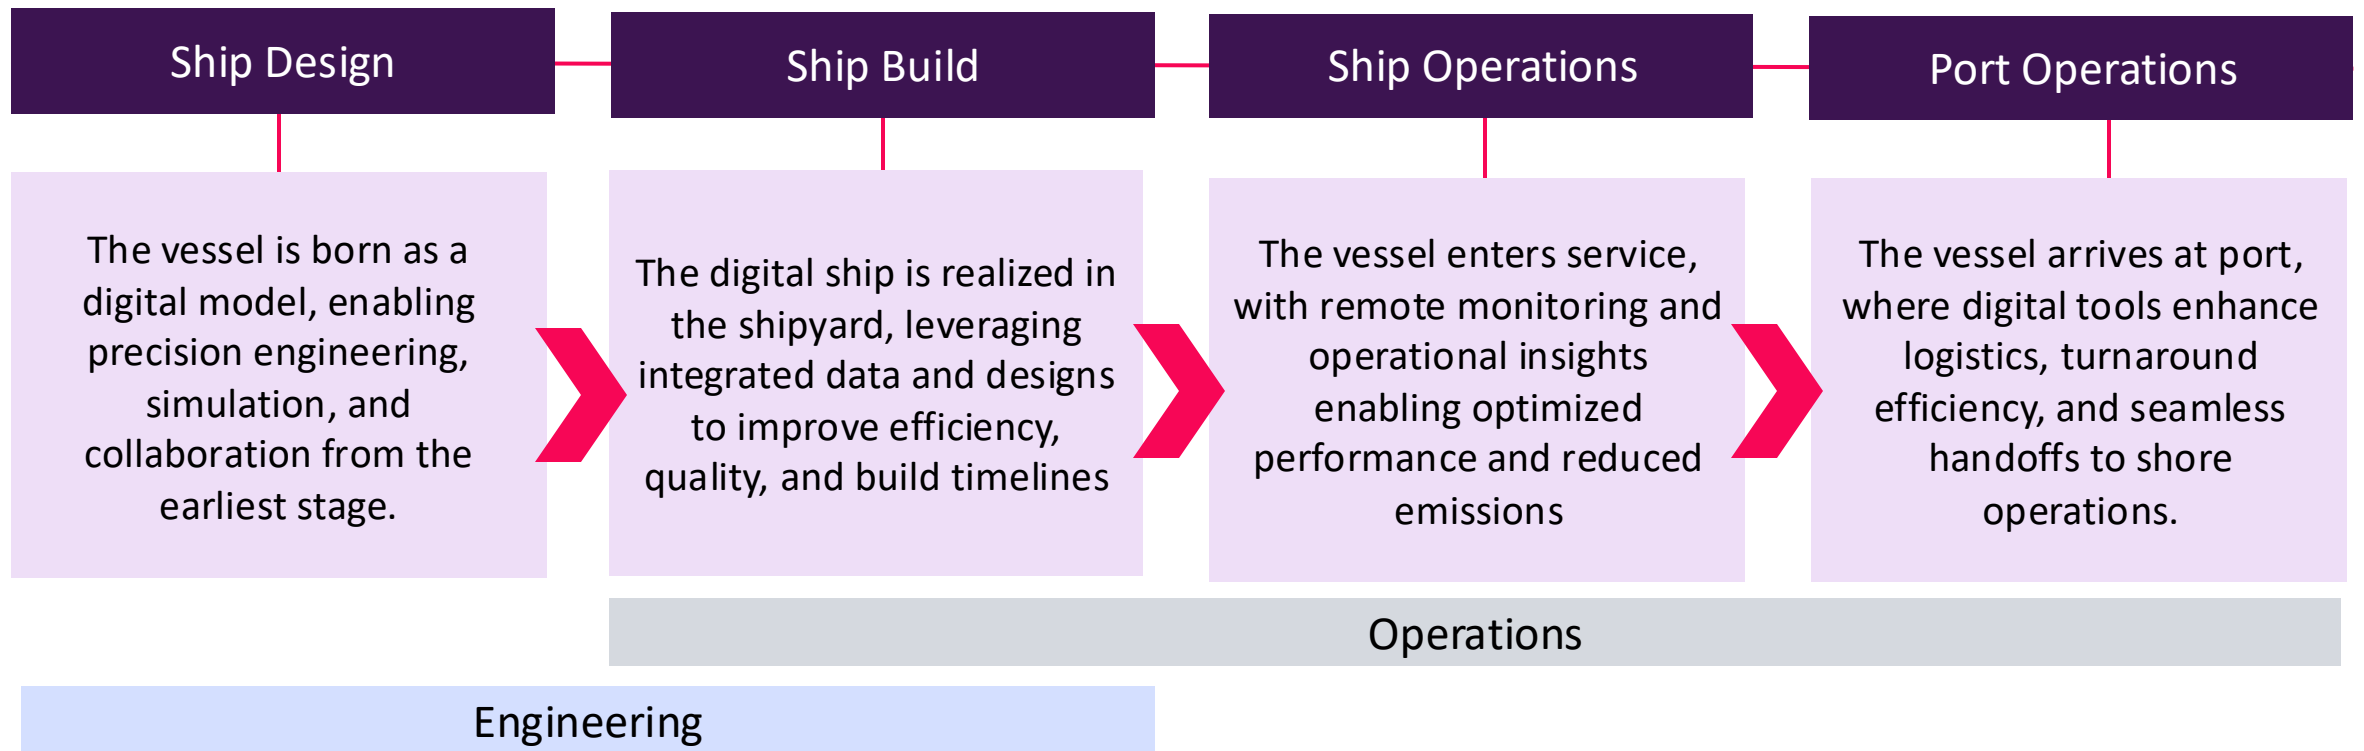 Ship Design
Ship Build
Ship Operations
Port Operations
The vessel is born as a
digital model, enabling
precision engineering,
simulation, and
collaboration from the
earliest stage.
The digital ship is realized in
the shipyard, leveraging
integrated data and designs
to improve efficiency,
quality, and build timelines
The vessel enters service,
with remote monitoring and
operational insights
enabling optimized
performance and reduced
emissions
The vessel arrives at port,
where digital tools enhance
logistics, turnaround
efficiency, and seamless
handoffs to shore
operations.
Operations
Engineering